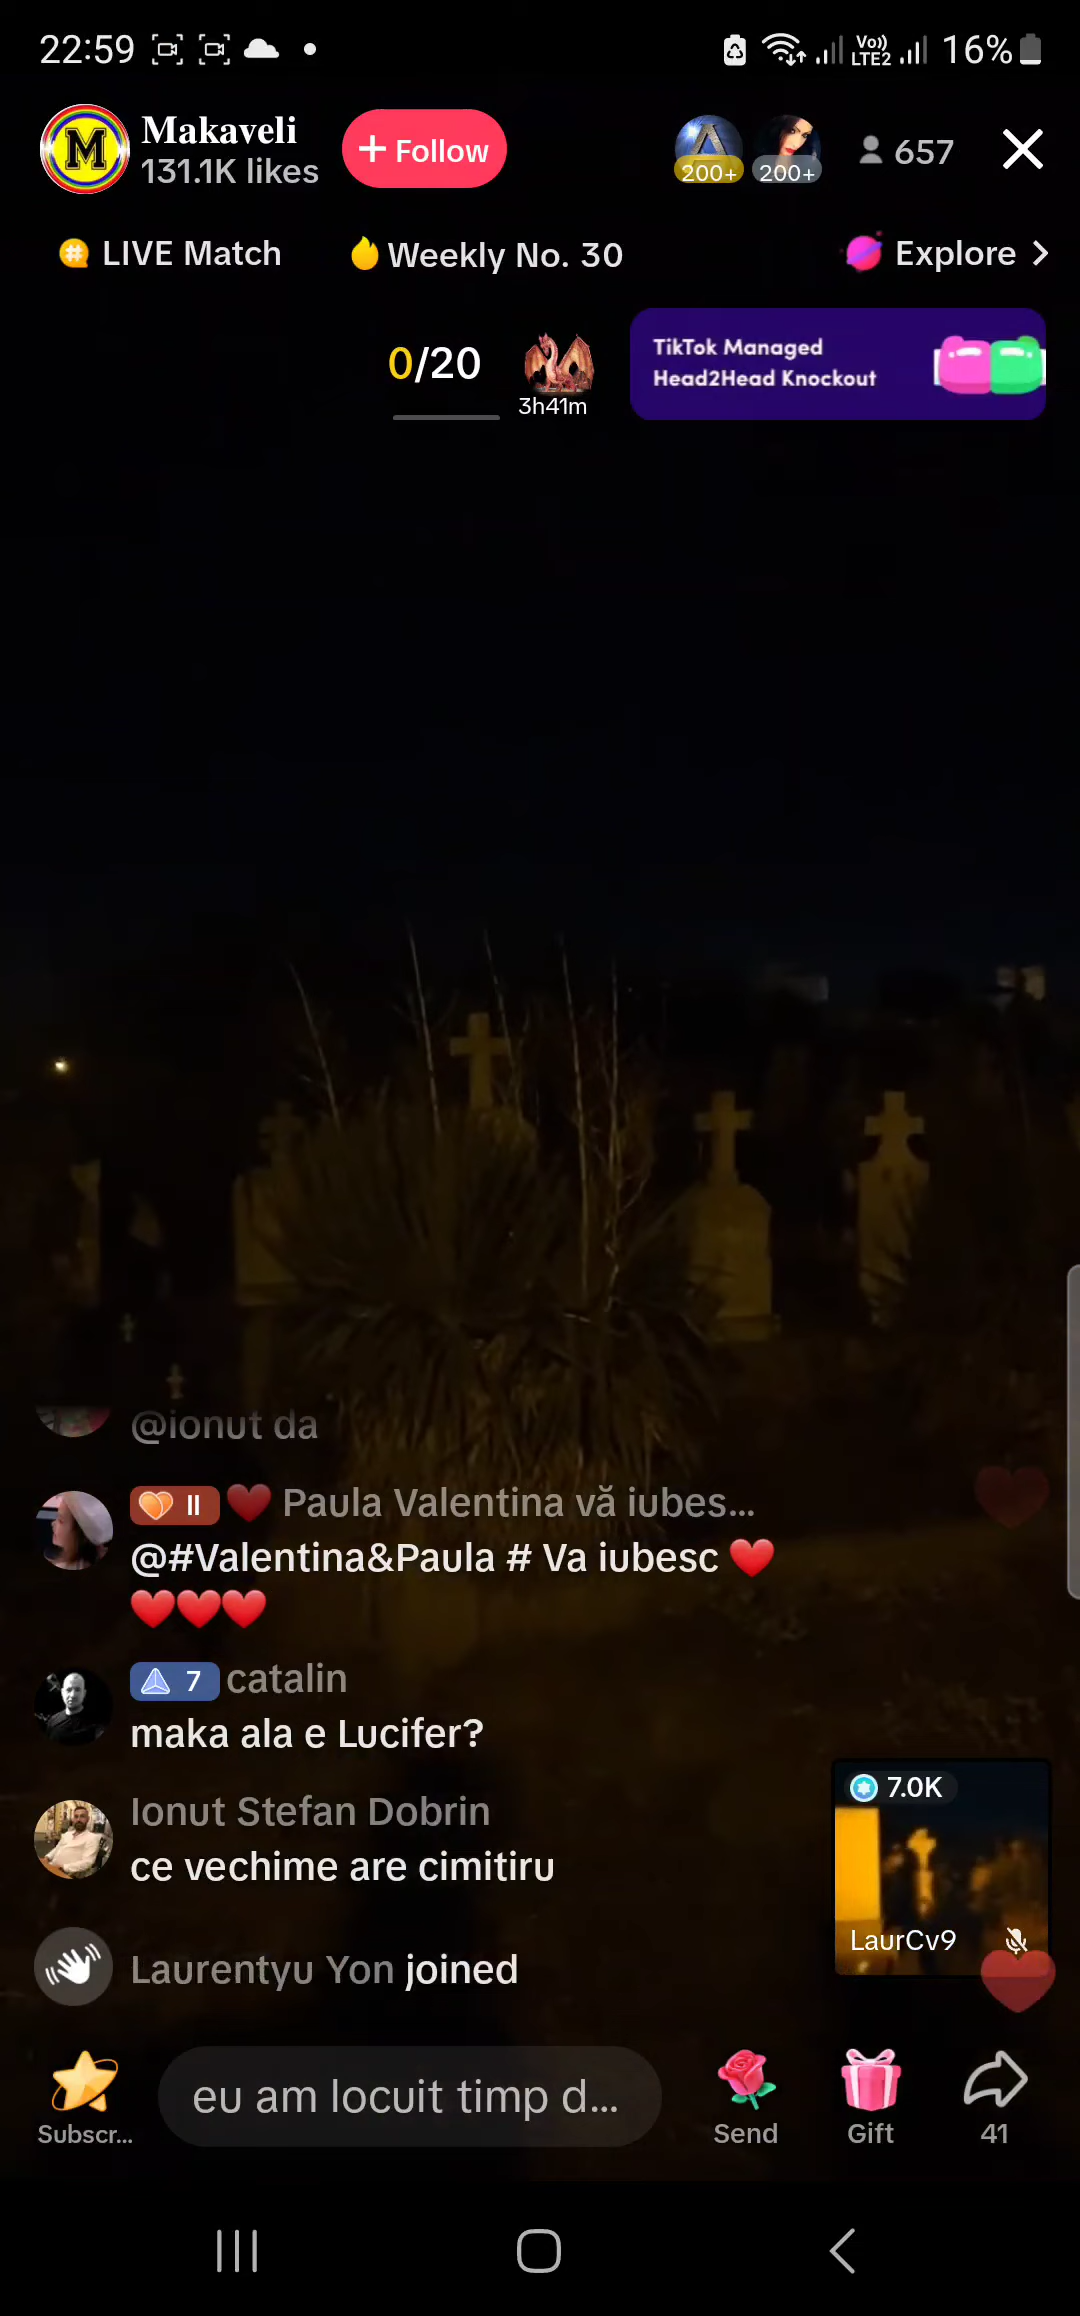 22:59
Vo))
LTE2
16%
M
Makaveli
131.1K likes
+ Follow
200+
200+
657
LIVE Match
Weekly No. 30
Explore >
0/20
3h41m
TikTok Managed
Head2Head Knockout
@ionut da
II ❤️ Paula Valentina vă iubes...
@#Valentina&Paula # Va iubesc ❤️
❤️❤️❤️
7 catalin
maka ala e Lucifer?
Ionut Stefan Dobrin
ce vechime are cimitiru
Laurentyu Yon joined
7.0K
LaurCv9
eu am locuit timp d...
Subscr...
Send
Gift
41